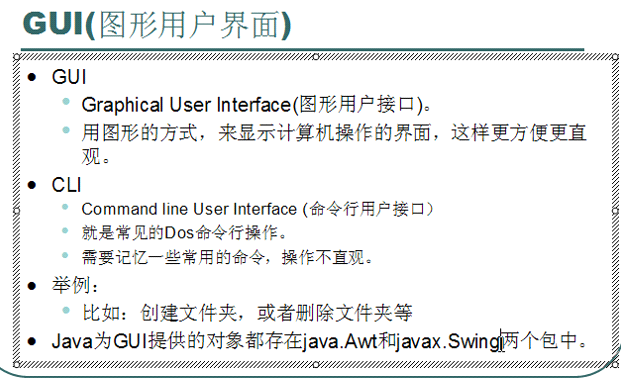 GUI(图形用户界面)
GUI
Graphical User Interface(图形用户接口)。
用图形的方式，来显示计算机操作的界面，这样更方便更直
观。
CLI
Command line User Interface (命令行用户接口)
就是常见的Dos命令行操作。
需要记忆一些常用的命令，操作不直观。
举例：
比如：创建文件夹，或者删除文件夹等
Java为GUI提供的对象都存在java.Awt和javax.Swing两个包中。